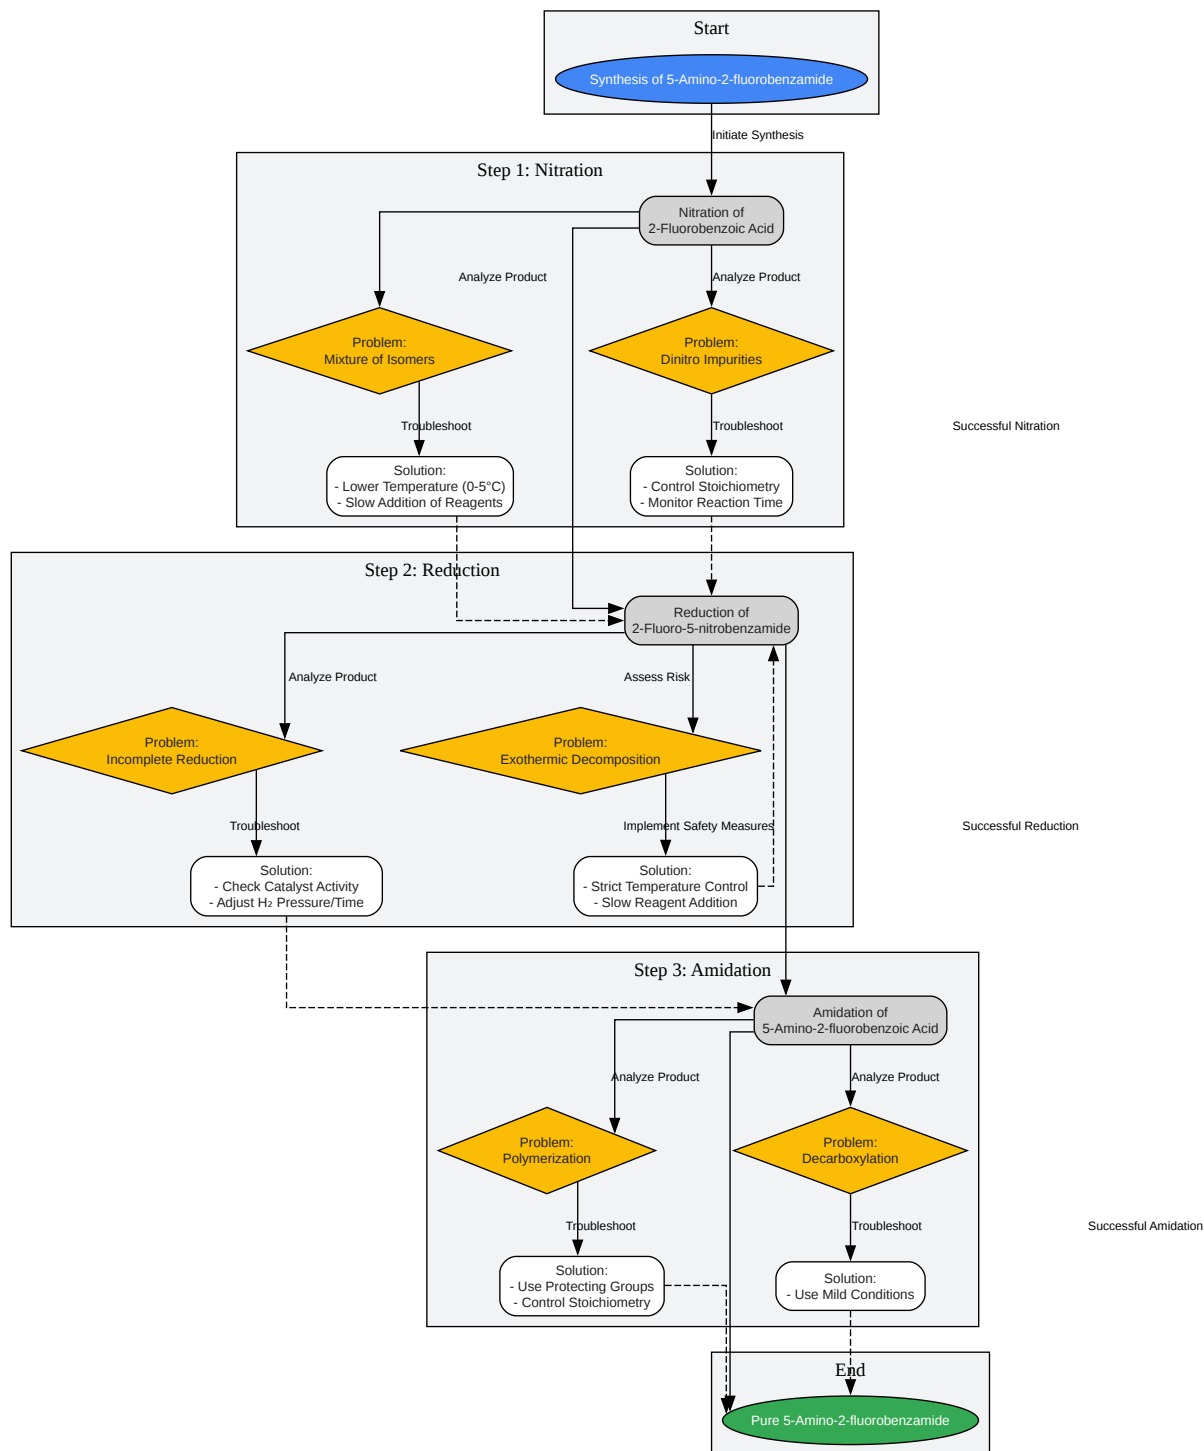 Start
Synthesis of 5-Amino-2-fluorobenzamide
Initiate Synthesis
Step 1: Nitration
Nitration of
2-Fluorobenzoic Acid
Analyze Product
Analyze Product
Problem:
Mixture of Isomers
Problem:
Dinitro Impurities
Troubleshoot
Troubleshoot
Successful Nitration
Solution:
- Lower Temperature (0-5°C)
- Slow Addition of Reagents
Solution:
- Control Stoichiometry
- Monitor Reaction Time
Step 2: Reduction
Reduction of
2-Fluoro-5-nitrobenzamide
Analyze Product
Assess Risk
Problem:
Incomplete Reduction
Problem:
Exothermic Decomposition
Troubleshoot
Implement Safety Measures
Successful Reduction
Solution:
- Check Catalyst Activity
- Adjust H₂ Pressure/Time
Solution:
- Strict Temperature Control
- Slow Reagent Addition
Step 3: Amidation
Amidation of
5-Amino-2-fluorobenzoic Acid
Analyze Product
Analyze Product
Problem:
Polymerization
Problem:
Decarboxylation
Troubleshoot
Troubleshoot
Successful Amidation
Solution:
- Use Protecting Groups
- Control Stoichiometry
Solution:
- Use Mild Conditions
End
Pure 5-Amino-2-fluorobenzamide